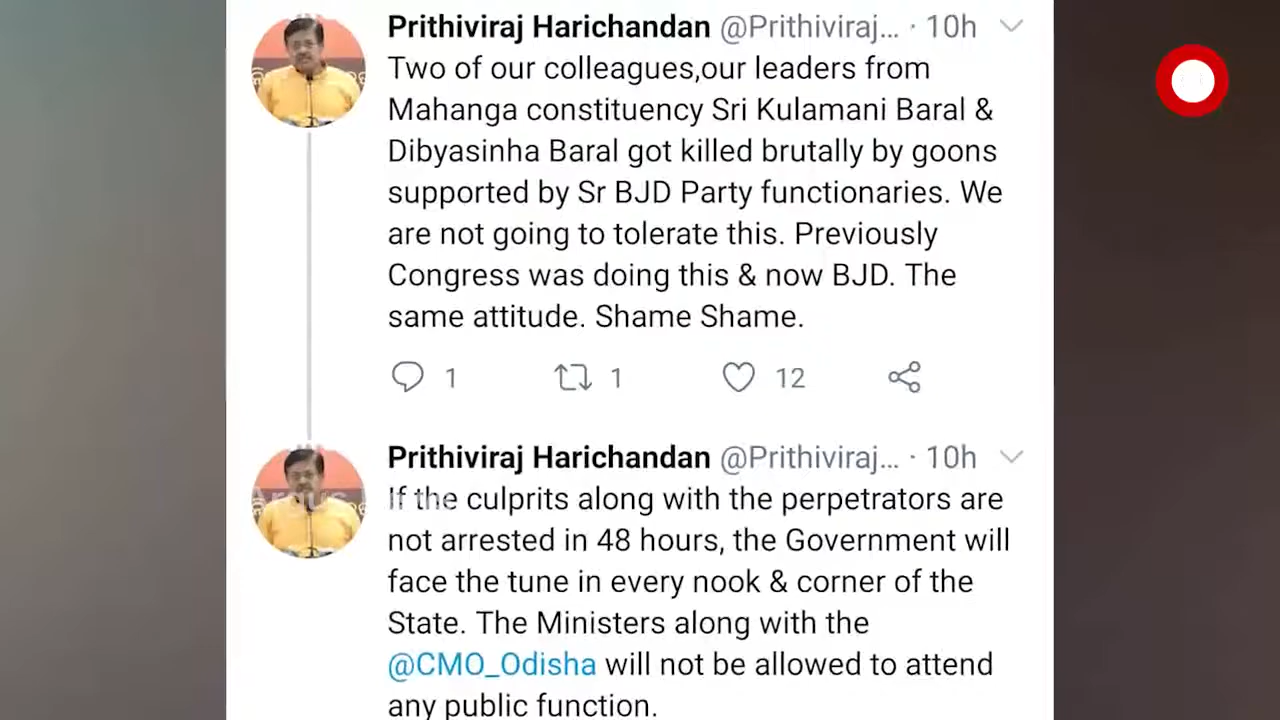 Prithiviraj Harichandan @Prithiviraj... · 10h
Two of our colleagues,our leaders from
Mahanga constituency Sri Kulamani Baral &
Dibyasinha Baral got killed brutally by goons
supported by Sr BJD Party functionaries. We
are not going to tolerate this. Previously
Congress was doing this & now BJD. The
same attitude. Shame Shame.
1 1 12
Prithiviraj Harichandan @Prithiviraj... · 10h
If the culprits along with the perpetrators are
not arrested in 48 hours, the Government will
face the tune in every nook & corner of the
State. The Ministers along with the
@CMO_Odisha will not be allowed to attend
any public function.